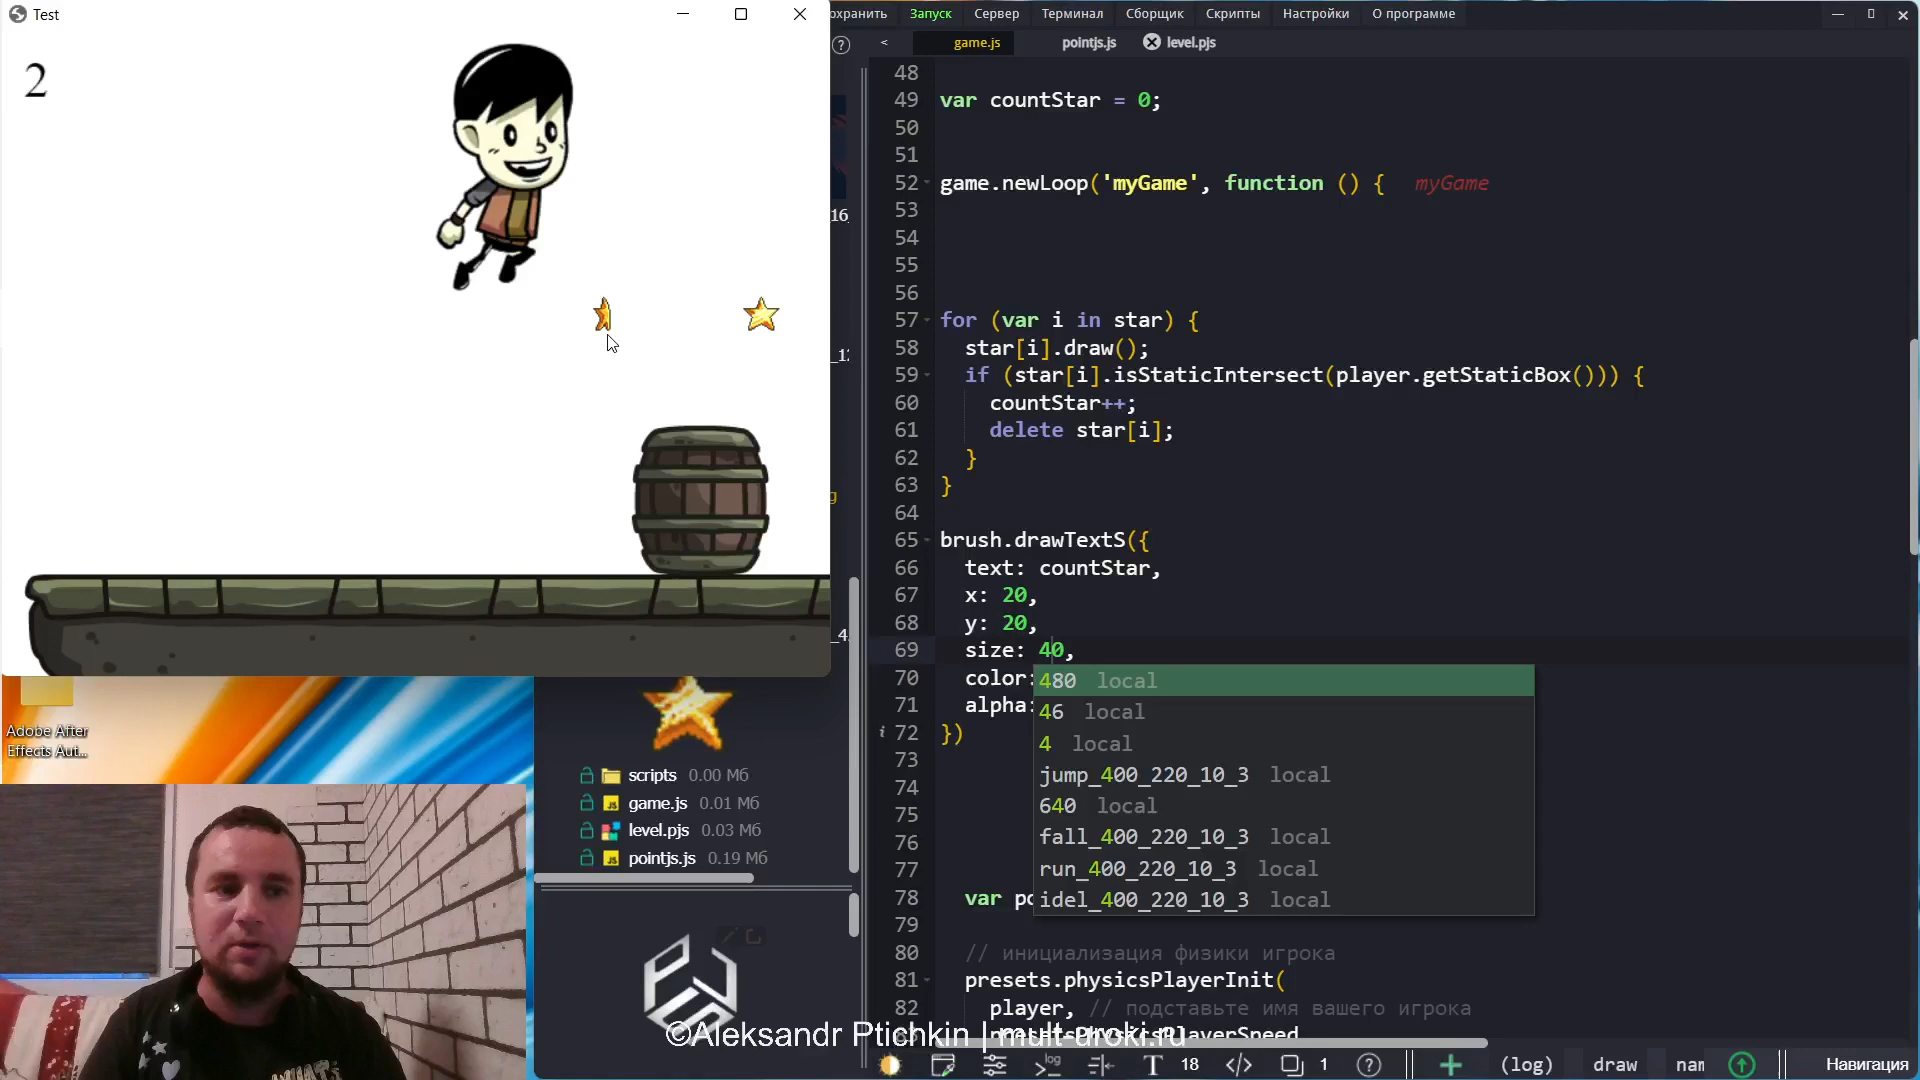 Test
2
охранить Запуск Сервер Терминал Сборщик Скрипты Настройки О программе
< game.js pointjs.js level.pjs
48
49 var countStar = 0;
50
51
52 game.newLoop('myGame', function () { myGame
53
54
55
56
57 for (var i in star) {
58 star[i].draw();
59 if (star[i].isStaticIntersect(player.getStaticBox())) {
60 countStar++;
61 delete star[i];
62 }
63 }
64
65 brush.drawTextS({
66 text: countStar,
67 x: 20,
68 y: 20,
69 size: 40,
70 color:
71 alpha:
72 })
73
74
75
76
77
78 var po
79
80 // инициализация физики игрока
81 presets.physicsPlayerInit(
82 player, // подставьте имя вашего игрока
480 local
46 local
4 local
jump_400_220_10_3 local
640 local
fall_400_220_10_3 local
run_400_220_10_3 local
idel_400_220_10_3 local
16
_12
_4
Adobe After
Effects Aut...
scripts 0.00 Мб
game.js 0.01 Мб
level.pjs 0.03 Мб
pointjs.js 0.19 Мб
©Aleksandr Ptichkin | mult-uroki.ru
T 18 </> 1 (log) draw nam Навигация